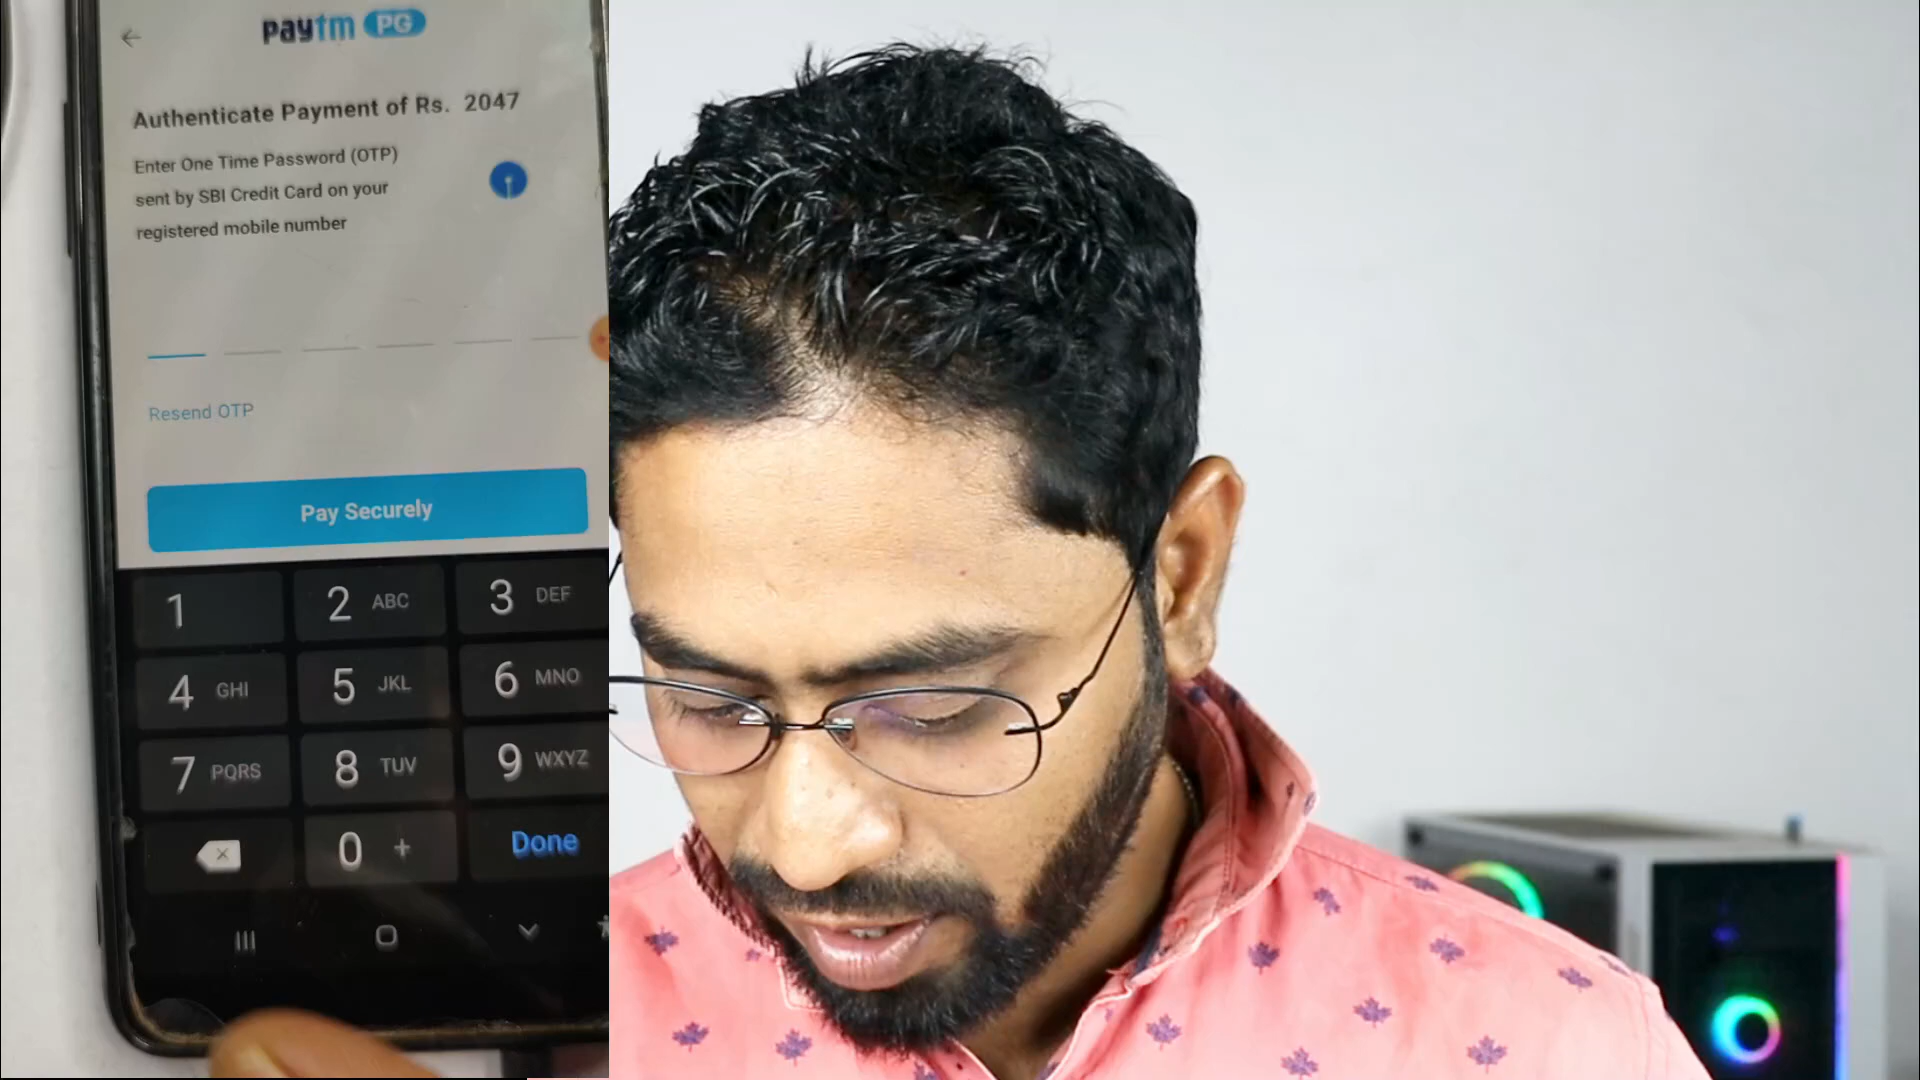 paytm PG
Authenticate Payment of Rs. 2047
Enter One Time Password (OTP)
sent by SBI Credit Card on your
registered mobile number
Resend OTP
Pay Securely
1
2 ABC
3 DEF
4 GHI
5 JKL
6 MNO
7 PQRS
8 TUV
9 WXYZ
0 +
Done